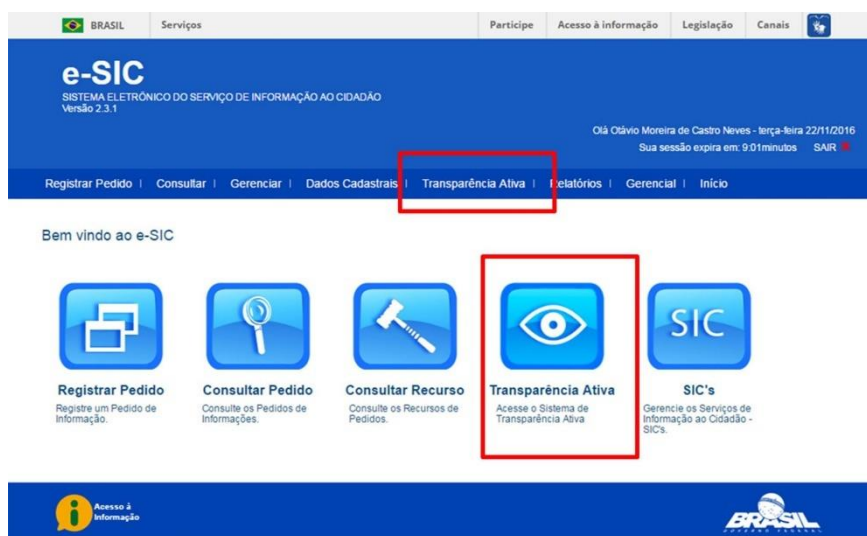 BRASIL Serviços Participe Acesso à informação Legislação Canais
e-SIC
SISTEMA ELETRÔNICO DO SERVIÇO DE INFORMAÇÃO AO CIDADÃO
Versão 2.3.1
Olá Otávio Moreira de Castro Neves - terça-feira 22/11/2016
Sua sessão expira em: 9:01minutos SAIR
Registrar Pedido | Consultar | Gerenciar | Dados Cadastrais | Transparência Ativa | Relatórios | Gerencial | Início
Bem vindo ao e-SIC
SIC
Registrar Pedido
Registre um Pedido de
Informação.
Consultar Pedido
Consulte os Pedidos de
Informações.
Consultar Recurso
Consulte os Recursos de
Pedidos.
Transparência Ativa
Acesse o Sistema de
Transparência Ativa
SIC's
Gerencie os Serviços de
Informação ao Cidadão -
SIC's.
Acesso à
Informação
BRASIL
GOVERNO FEDERAL